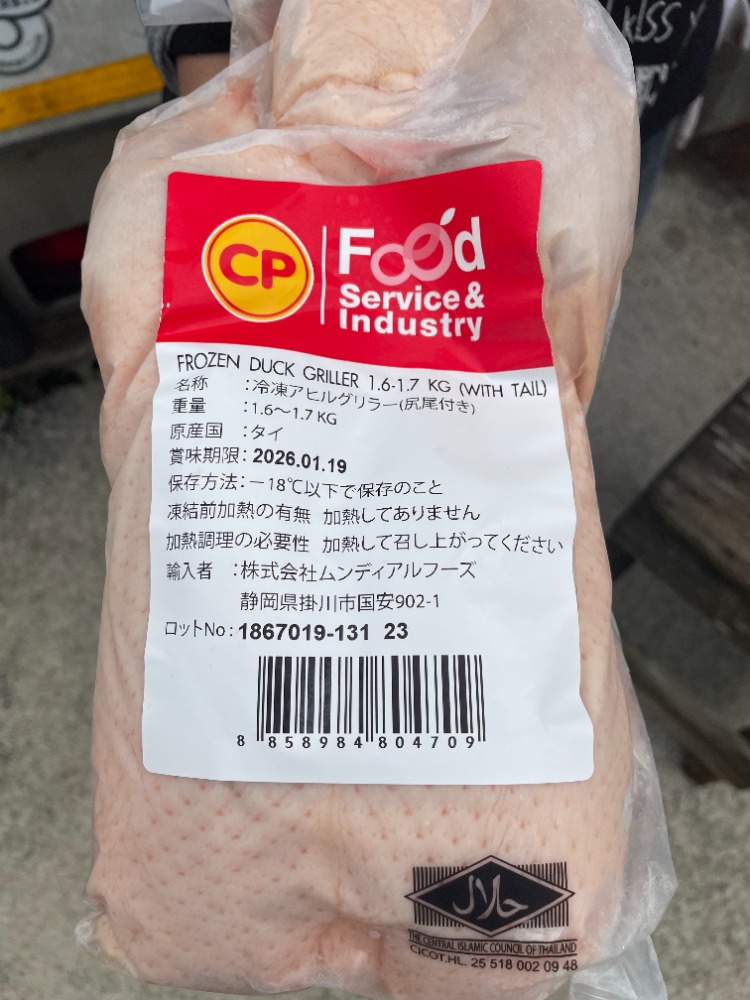 CP
Food
Service &
Industry
FROZEN DUCK GRILLER 1.6-1.7 KG (WITH TAIL)
名称 :冷凍アヒルグリラー(尻尾付き)
重量 :1.6～1.7 KG
原産国 :タイ
賞味期限: 2026.01.19
保存方法:－18℃以下で保存のこと
凍結前加熱の有無 加熱してありません
加熱調理の必要性 加熱して召し上がってください
輸入者 :株式会社ムンディアルフーズ
静岡県掛川市国安902-1
ロットNo: 1867019-131 23
8 858984 804709
حلال
THE CENTRAL ISLAMIC COUNCIL OF THAILAND
CICOT.HL. 25 518 002 09 48